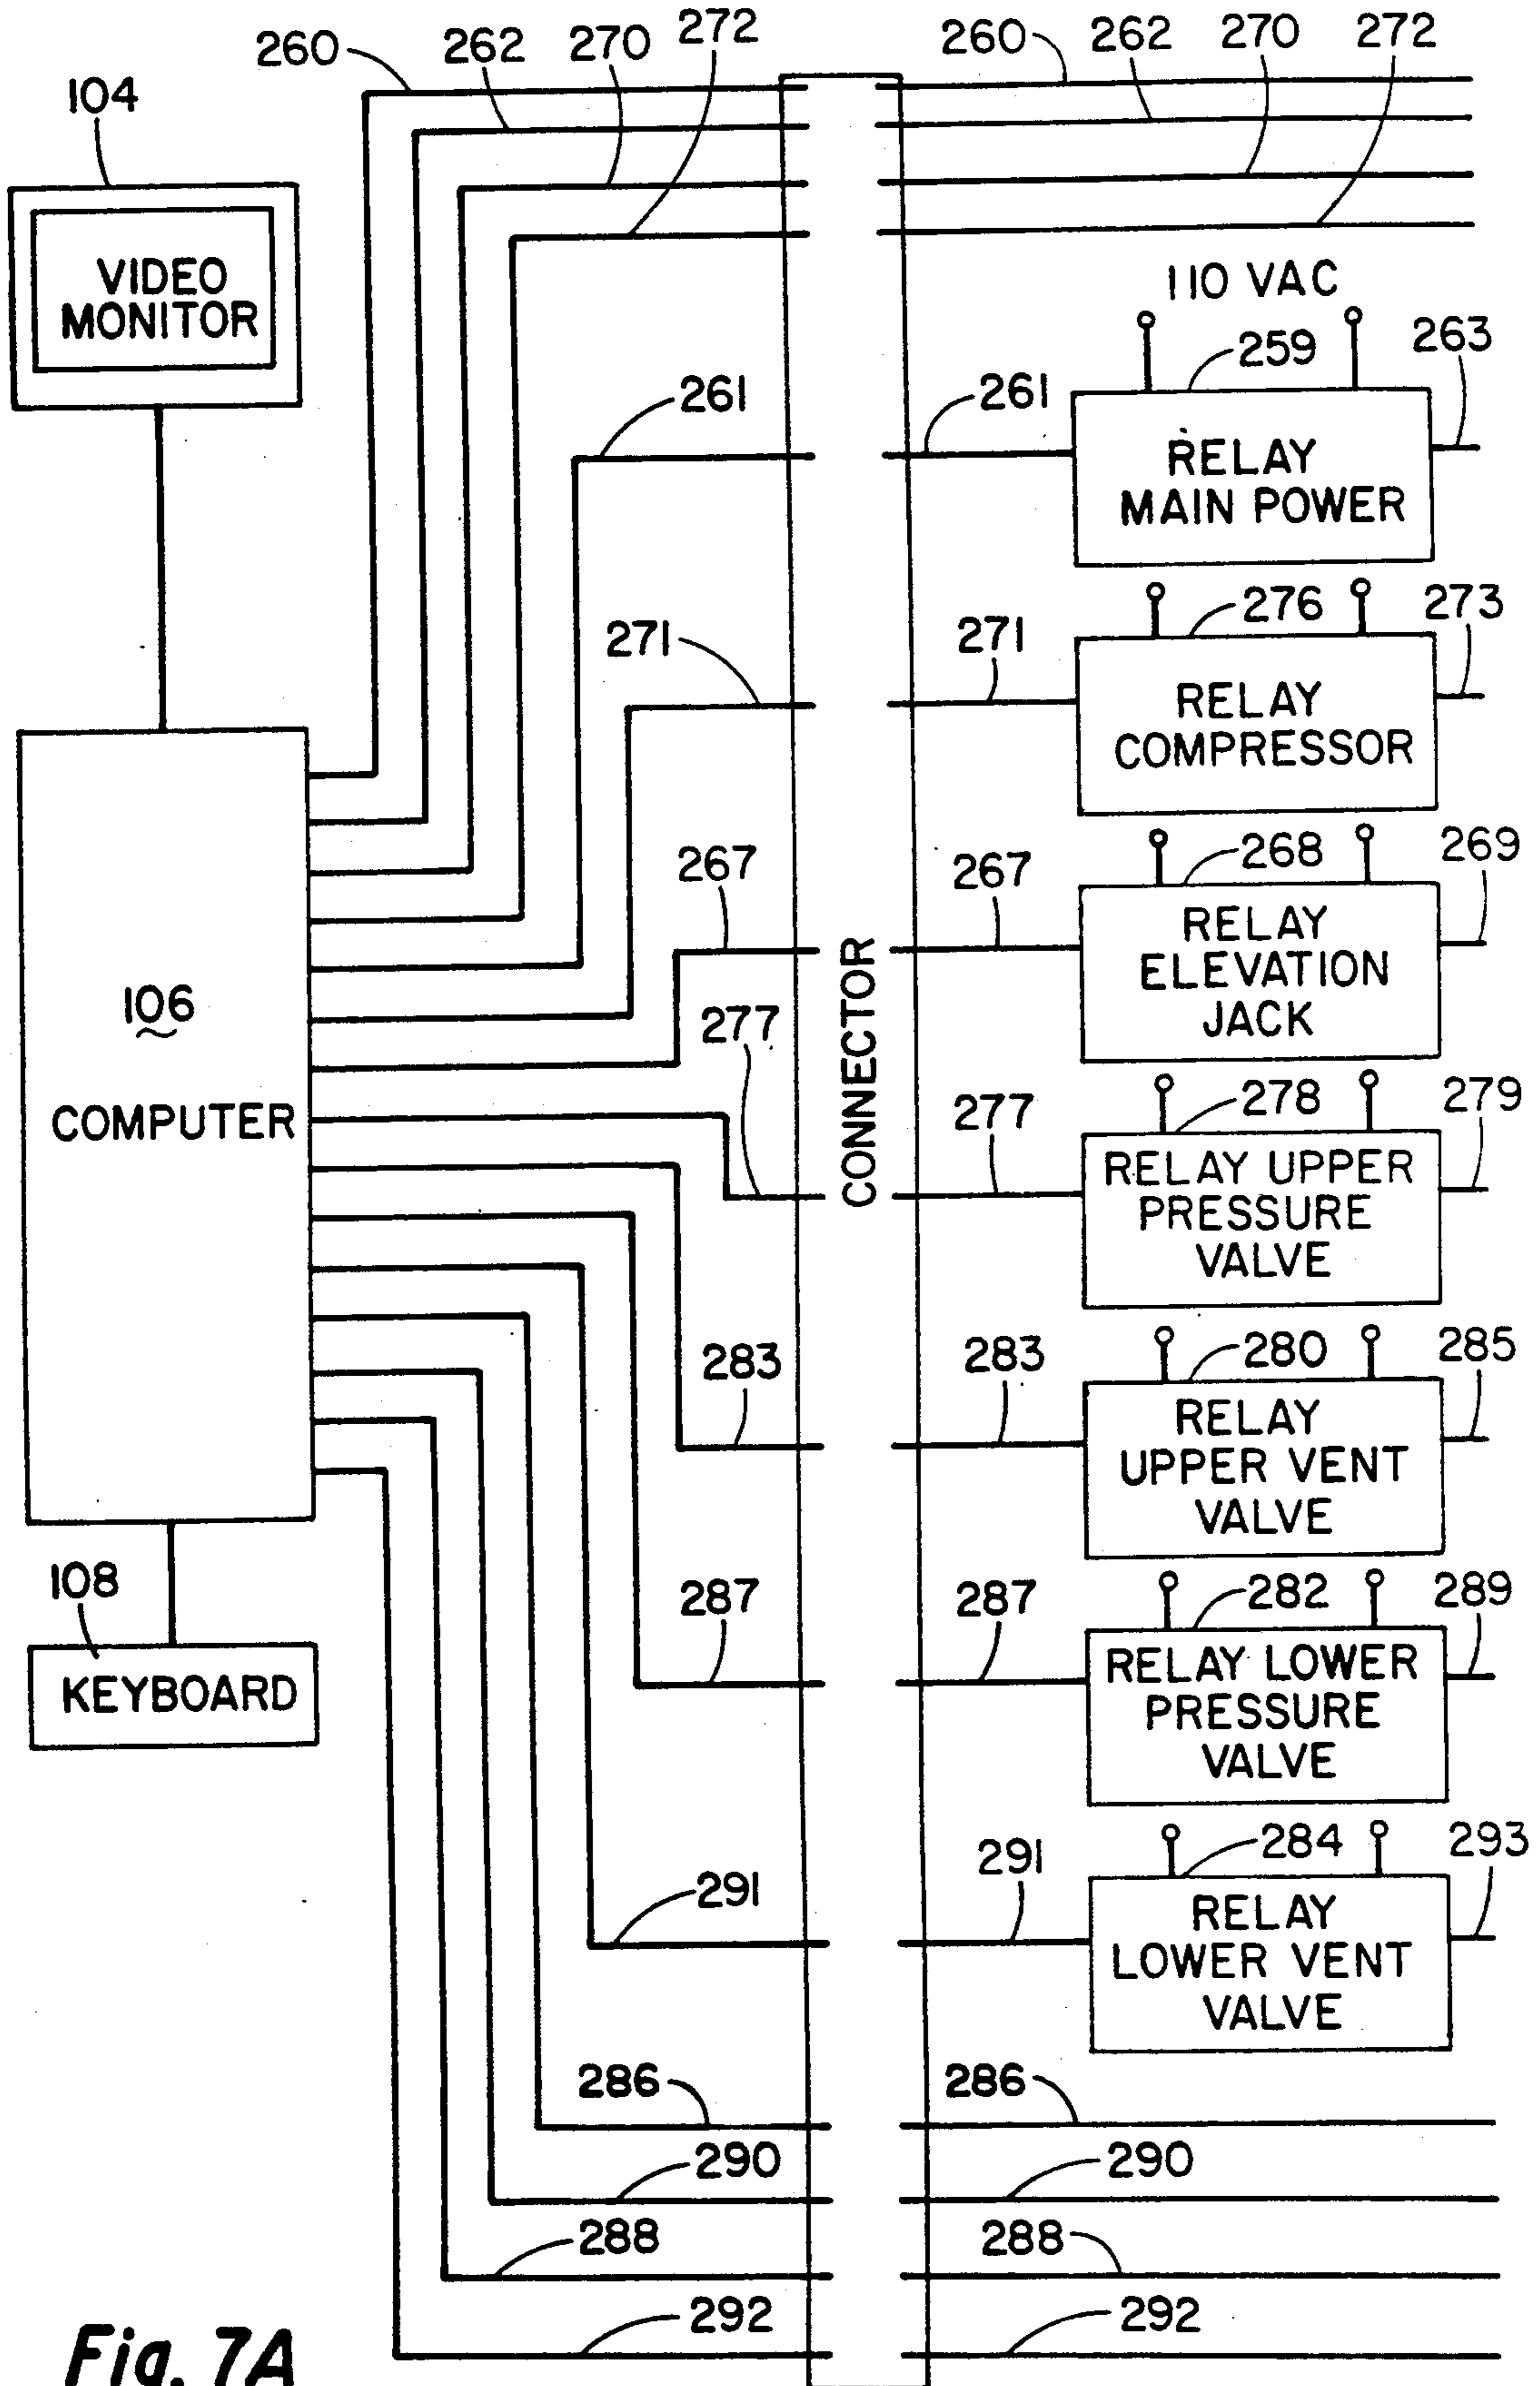 260 262 270 272 260 262 270 272
104
VIDEO
MONITOR
110 VAC
259 263
261 261
RELAY
MAIN POWER
276 273
271 271
RELAY
COMPRESSOR
268 269
267 267
RELAY
ELEVATION
JACK
106
COMPUTER
CONNECTOR
277 277
278 279
RELAY UPPER
PRESSURE
VALVE
283 283
280 285
RELAY
UPPER VENT
VALVE
108
KEYBOARD
287 287
282 289
RELAY LOWER
PRESSURE
VALVE
291 291
284 293
RELAY
LOWER VENT
VALVE
286 286
290 290
288 288
292 292
Fig. 7A